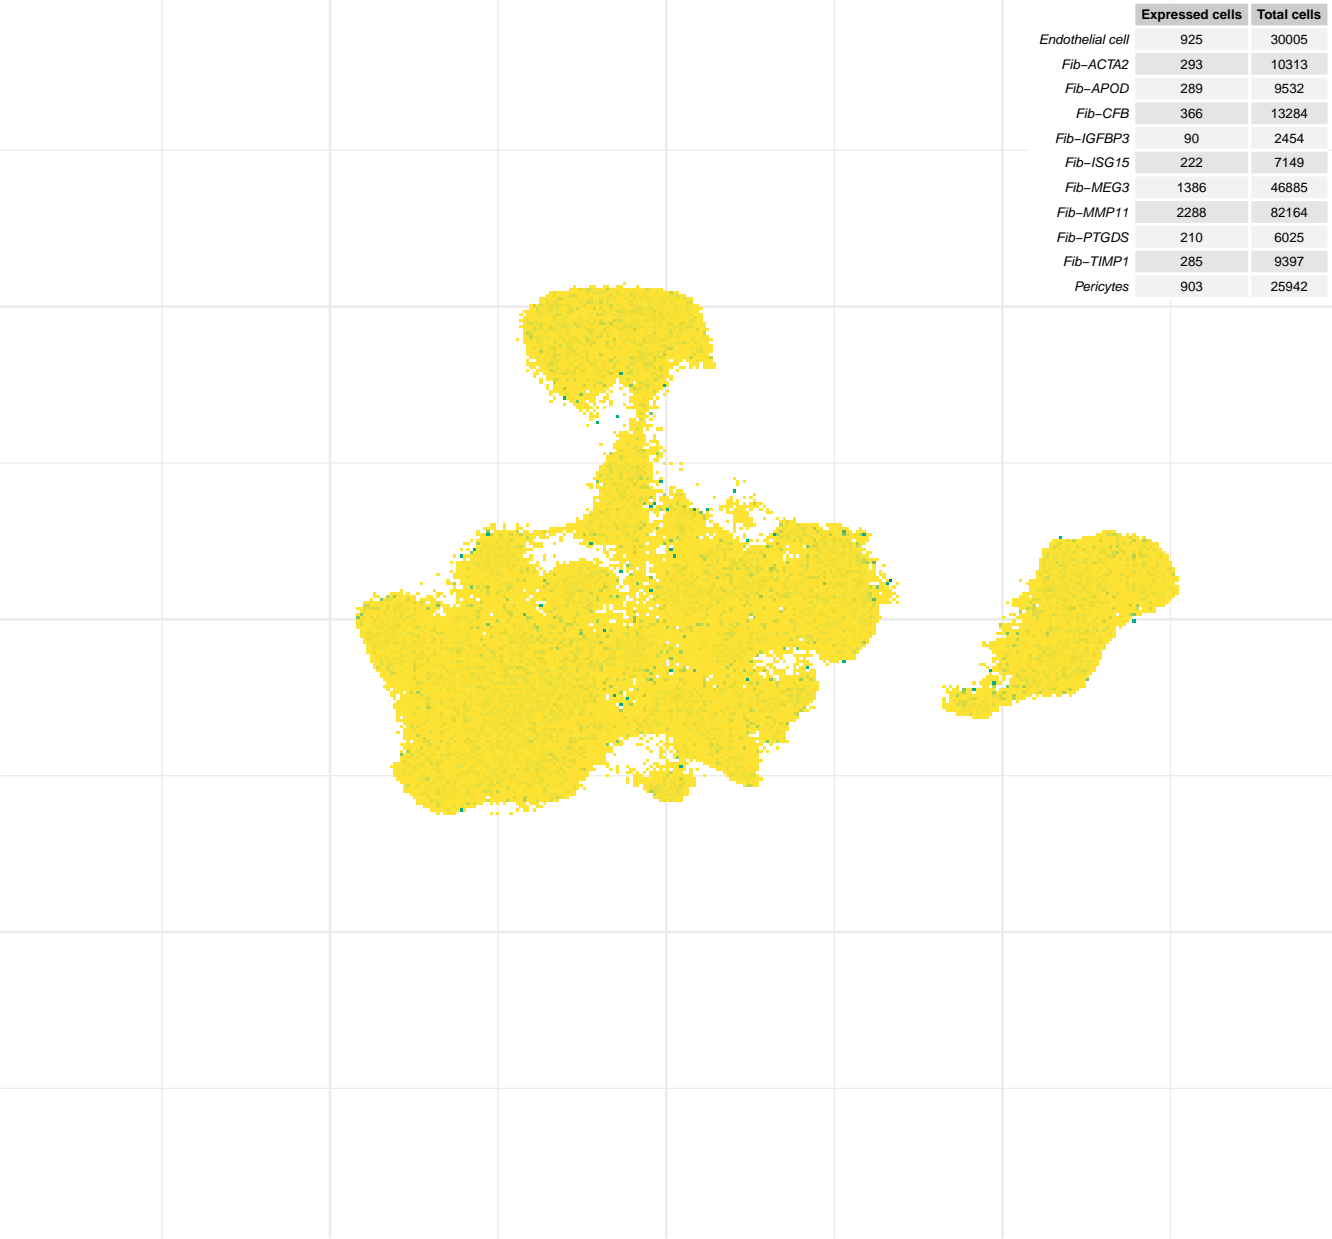 Expressed cells Total cells
Endothelial cell 925 30005
Fib−ACTA2 293 10313
Fib−APOD 289 9532
Fib−CFB 366 13284
Fib−IGFBP3 90 2454
Fib−ISG15 222 7149
Fib−MEG3 1386 46885
Fib−MMP11 2288 82164
Fib−PTGDS 210 6025
Fib−TIMP1 285 9397
Pericytes 903 25942